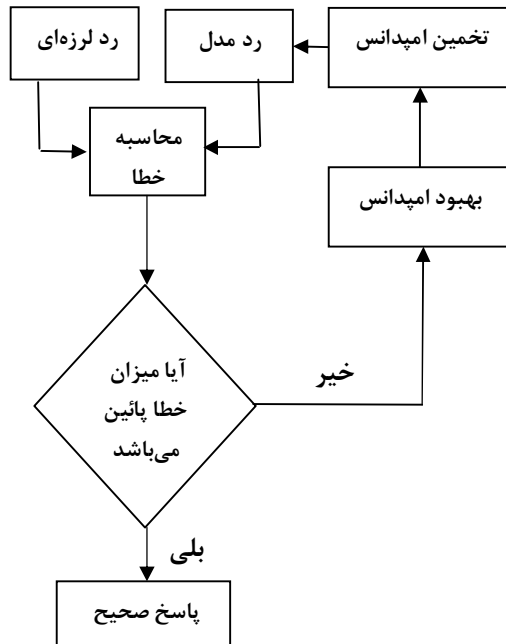 تخمین امپدانس
رد مدل
رد لرزه‌ای
محاسبه
خطا
بهبود امپدانس
آیا میزان
خطا پائین
می‌باشد
خیر
بلی
پاسخ صحیح